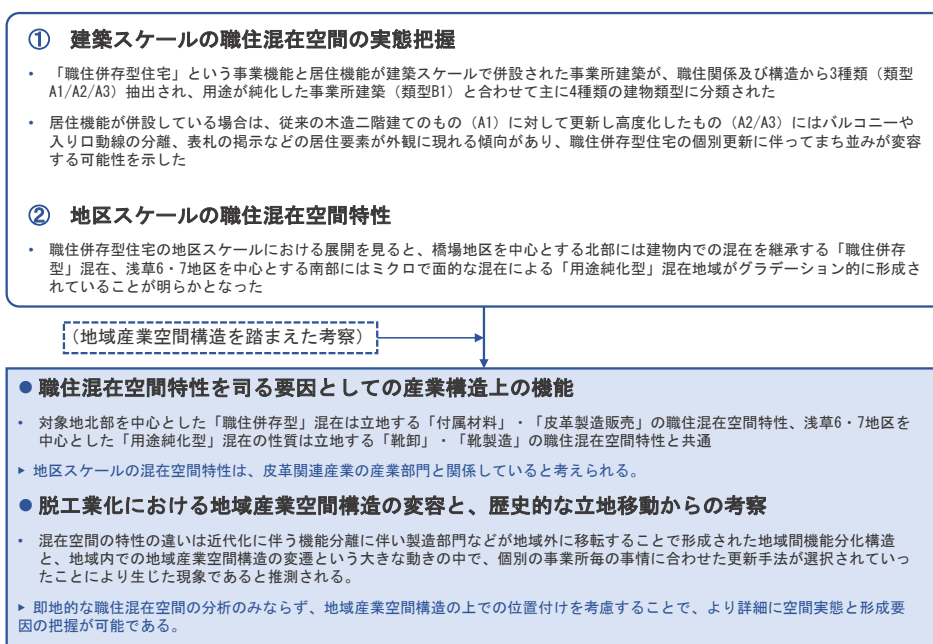 ① 建築スケールの職住混在空間の実態把握
• 「職住併存型住宅」という事業機能と居住機能が建築スケールで併設された事業所建築が、職住関係及び構造から3種類（類型
A1/A2/A3）抽出され、用途が純化した事業所建築（類型B1）と合わせて主に4種類の建物類型に分類された
• 居住機能が併設している場合は、従来の木造二階建てのもの（A1）に対して更新し高度化したもの（A2/A3）にはバルコニーや
入り口動線の分離、表札の掲示などの居住要素が外観に現れる傾向があり、職住併存型住宅の個別更新に伴ってまち並みが変容
する可能性を示した
② 地区スケールの職住混在空間特性
• 職住併存型住宅の地区スケールにおける展開を見ると、橋場地区を中心とする北部には建物内での混在を継承する「職住併存
型」混在、浅草6・7地区を中心とする南部にはミクロで面的な混在による「用途純化型」混在地域がグラデーション的に形成さ
れていることが明らかとなった
（地域産業空間構造を踏まえた考察）
● 職住混在空間特性を司る要因としての産業構造上の機能
• 対象地北部を中心とした「職住併存型」混在は立地する「付属材料」・「皮革製造販売」の職住混在空間特性、浅草6・7地区を
中心とした「用途純化型」混在の性質は立地する「靴卸」・「靴製造」の職住混在空間特性と共通
▶ 地区スケールの混在空間特性は、皮革関連産業の産業部門と関係していると考えられる。
● 脱工業化における地域産業空間構造の変容と、歴史的な立地移動からの考察
• 混在空間の特性の違いは近代化に伴う機能分離に伴い製造部門などが地域外に移転することで形成された地域間機能分化構造
と、地域内での地域産業空間構造の変遷という大きな動きの中で、個別の事業所毎の事情に合わせた更新手法が選択されていっ
たことにより生じた現象であると推測される。
▶ 即地的な職住混在空間の分析のみならず、地域産業空間構造の上での位置付けを考慮することで、より詳細に空間実態と形成要
因の把握が可能である。